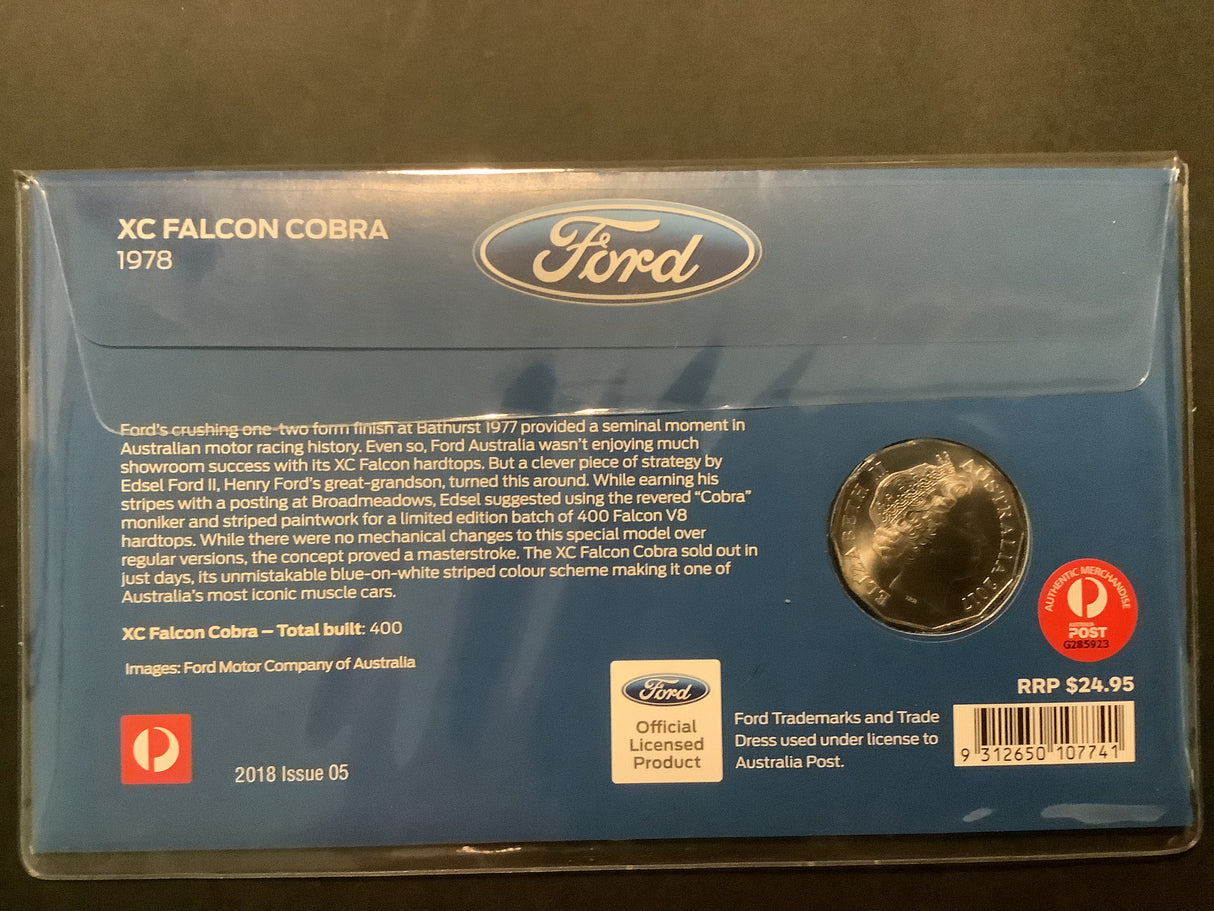 XC FALCON COBRA
1978
Ford
Ford's crushing one-two form finish at Bathurst 1977 provided a seminal moment in
Australian motor racing history. Even so, Ford Australia wasn't enjoying much
showroom success with its XC Falcon hardtops. But a clever piece of strategy by
Edsel Ford II, Henry Ford's great-grandson, turned this around. While earning his
stripes with a posting at Broadmeadows, Edsel suggested using the revered "Cobra"
moniker and striped paintwork for a limited edition batch of 400 Falcon V8
hardtops. While there were no mechanical changes to this special model over
regular versions, the concept proved a masterstroke. The XC Falcon Cobra sold out in
just days, its unmistakable blue-on-white striped colour scheme making it one of
Australia's most iconic muscle cars.
XC Falcon Cobra – Total built: 400
Images: Ford Motor Company of Australia
2018 Issue 05
ELIZABETH II
AUSTRALIA 2017
AUTHENTIC MERCHANDISE
AUSTRALIA
POST
G285923
Ford
Official
Licensed
Product
Ford Trademarks and Trade
Dress used under license to
Australia Post.
RRP $24.95
9 312650 107741